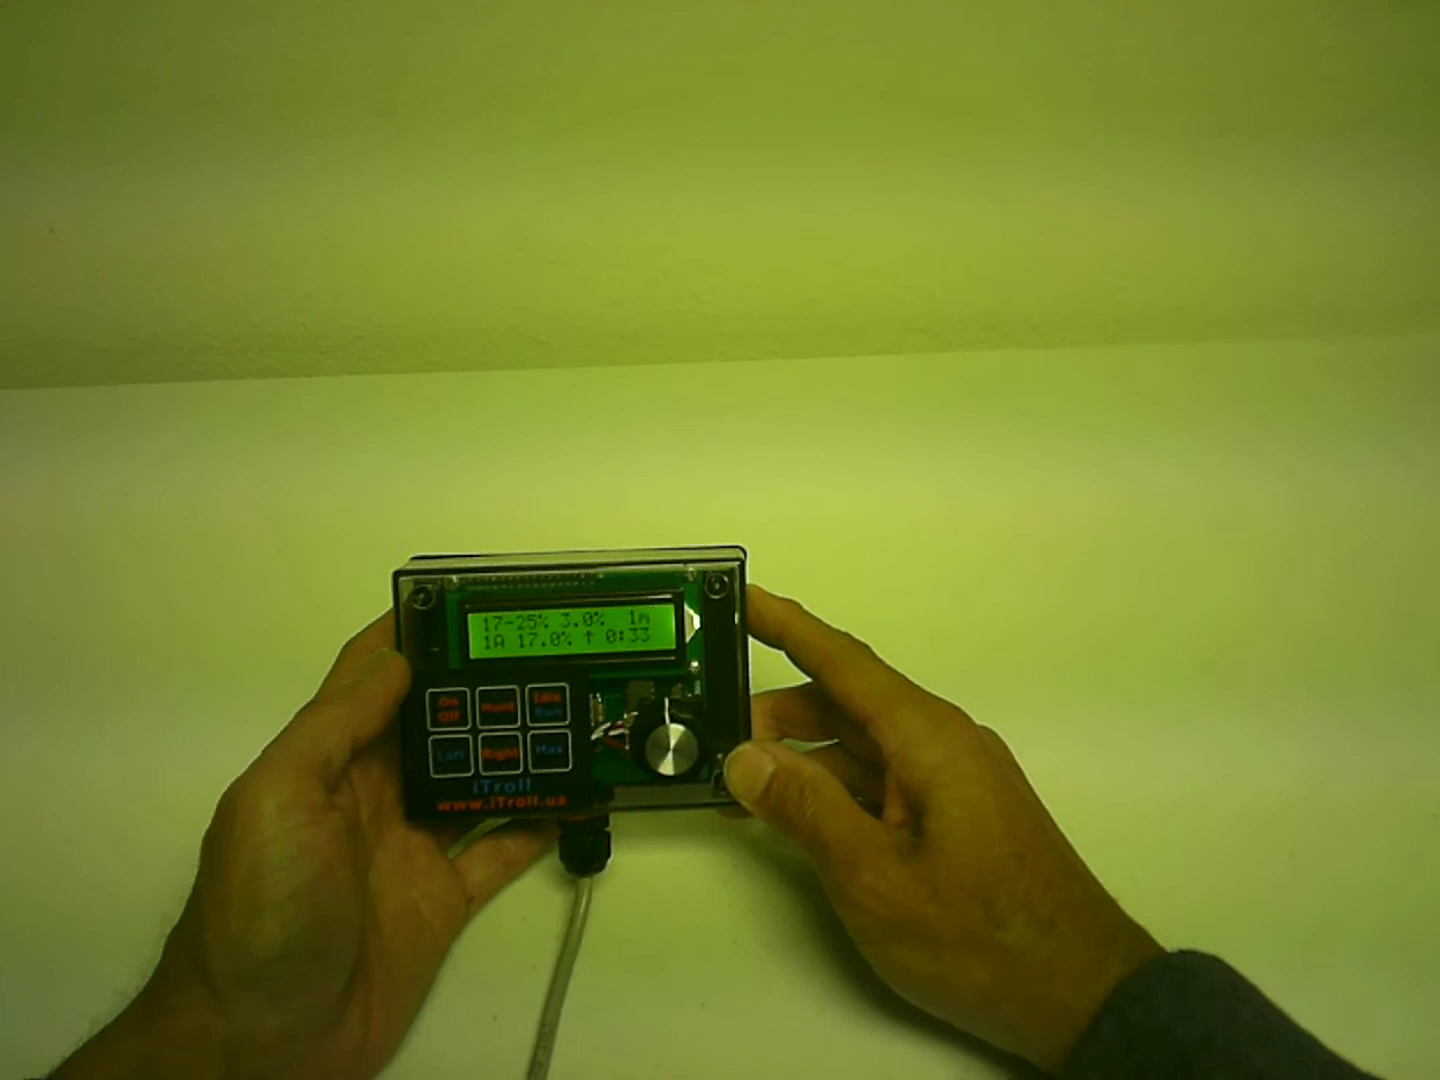 17-25% 3.0% 1m
1A 17.0% ↑ 0:33
On Off
Hunt
Idle Run
Left
Right
Max
iTroll
www.iTroll.us